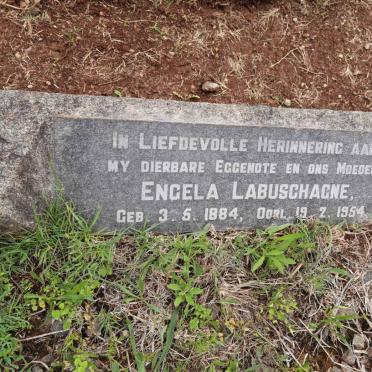 IN LIEFDEVOLLE HERINNERING AAN
MY DIERBARE EGGENOTE EN ONS MOEDER
ENGELA LABUSCHAGNE,
GEB. 3. 5. 1884, OORL. 19. 2. 1954.